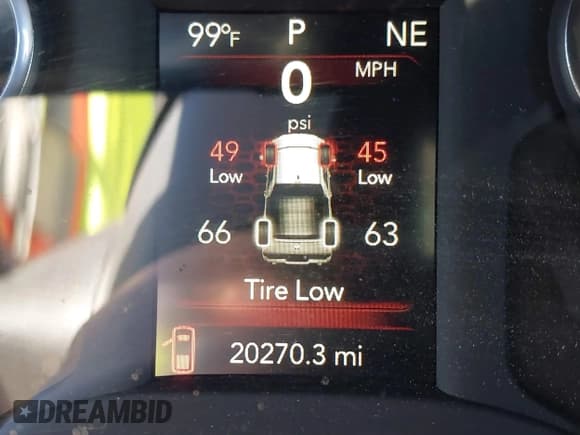 99°F P NE
0 MPH
psi
49 45
Low Low
66 63
Tire Low
20270.3 mi
DREAMBID